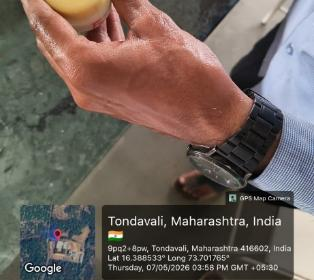 GPS Map Camera
Tondavali, Maharashtra, India
9pq2+8pw, Tondavali, Maharashtra 416602, India
Lat 16.388533° Long 73.701765°
Thursday, 07/05/2026 03:58 PM GMT +05:30
Google